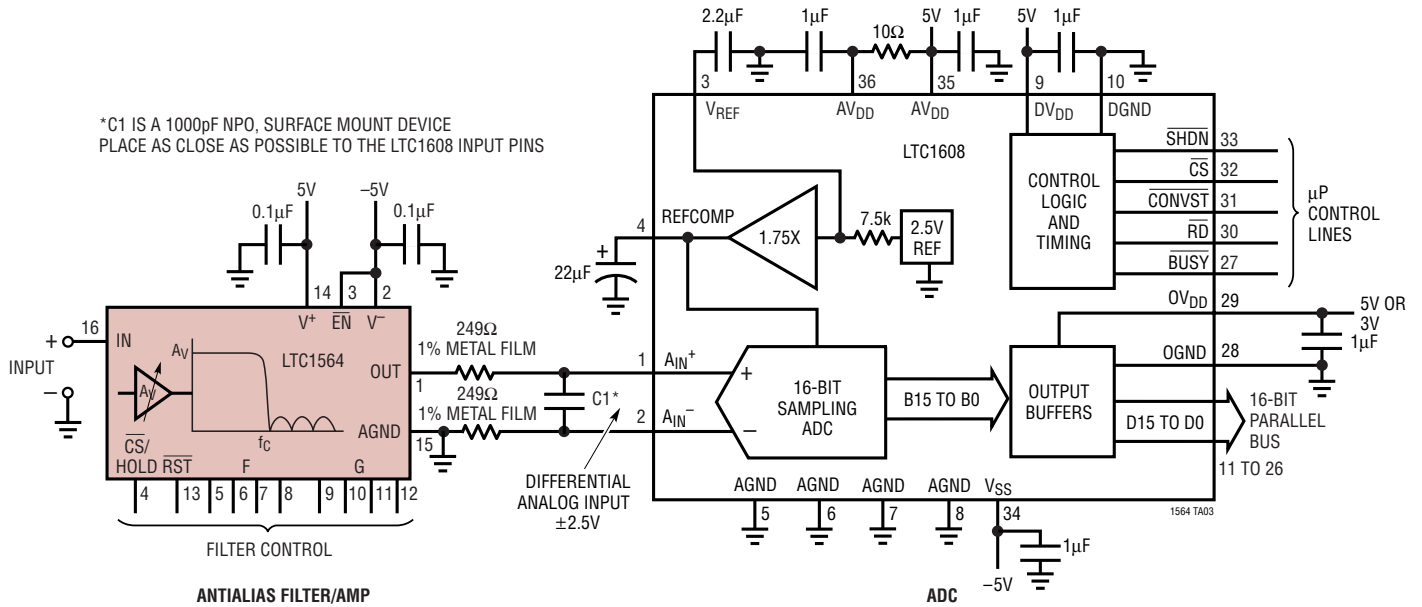 2.2µF
1µF
10Ω
5V
1µF
5V
1µF
3
36
35
9
10
VREF
AVDD
AVDD
DVDD
DGND
*C1 IS A 1000pF NPO, SURFACE MOUNT DEVICE
PLACE AS CLOSE AS POSSIBLE TO THE LTC1608 INPUT PINS
LTC1608
SHDN
33
CS
32
CONVST
31
RD
30
BUSY
27
CONTROL
LOGIC
AND
TIMING
µP
CONTROL
LINES
5V
–5V
0.1µF
0.1µF
4
REFCOMP
1.75X
7.5k
2.5V
REF
+
22µF
14
3
2
V+
EN
V–
16
IN
+
INPUT
–
AV
LTC1564
AV
fC
OUT
1
AGND
15
CS/
HOLD
RST
F
G
4
13
5
6
7
8
9
10
11
12
FILTER CONTROL
249Ω
1% METAL FILM
249Ω
1% METAL FILM
C1*
DIFFERENTIAL
ANALOG INPUT
±2.5V
1
AIN+
2
AIN–
+
–
16-BIT
SAMPLING
ADC
B15 TO B0
OUTPUT
BUFFERS
OVDD
29
5V OR
3V
1µF
OGND
28
D15 TO D0
16-BIT
PARALLEL
BUS
11 TO 26
AGND
AGND
AGND
AGND
VSS
5
6
7
8
34
1µF
–5V
1564 TA03
ANTIALIAS FILTER/AMP
ADC